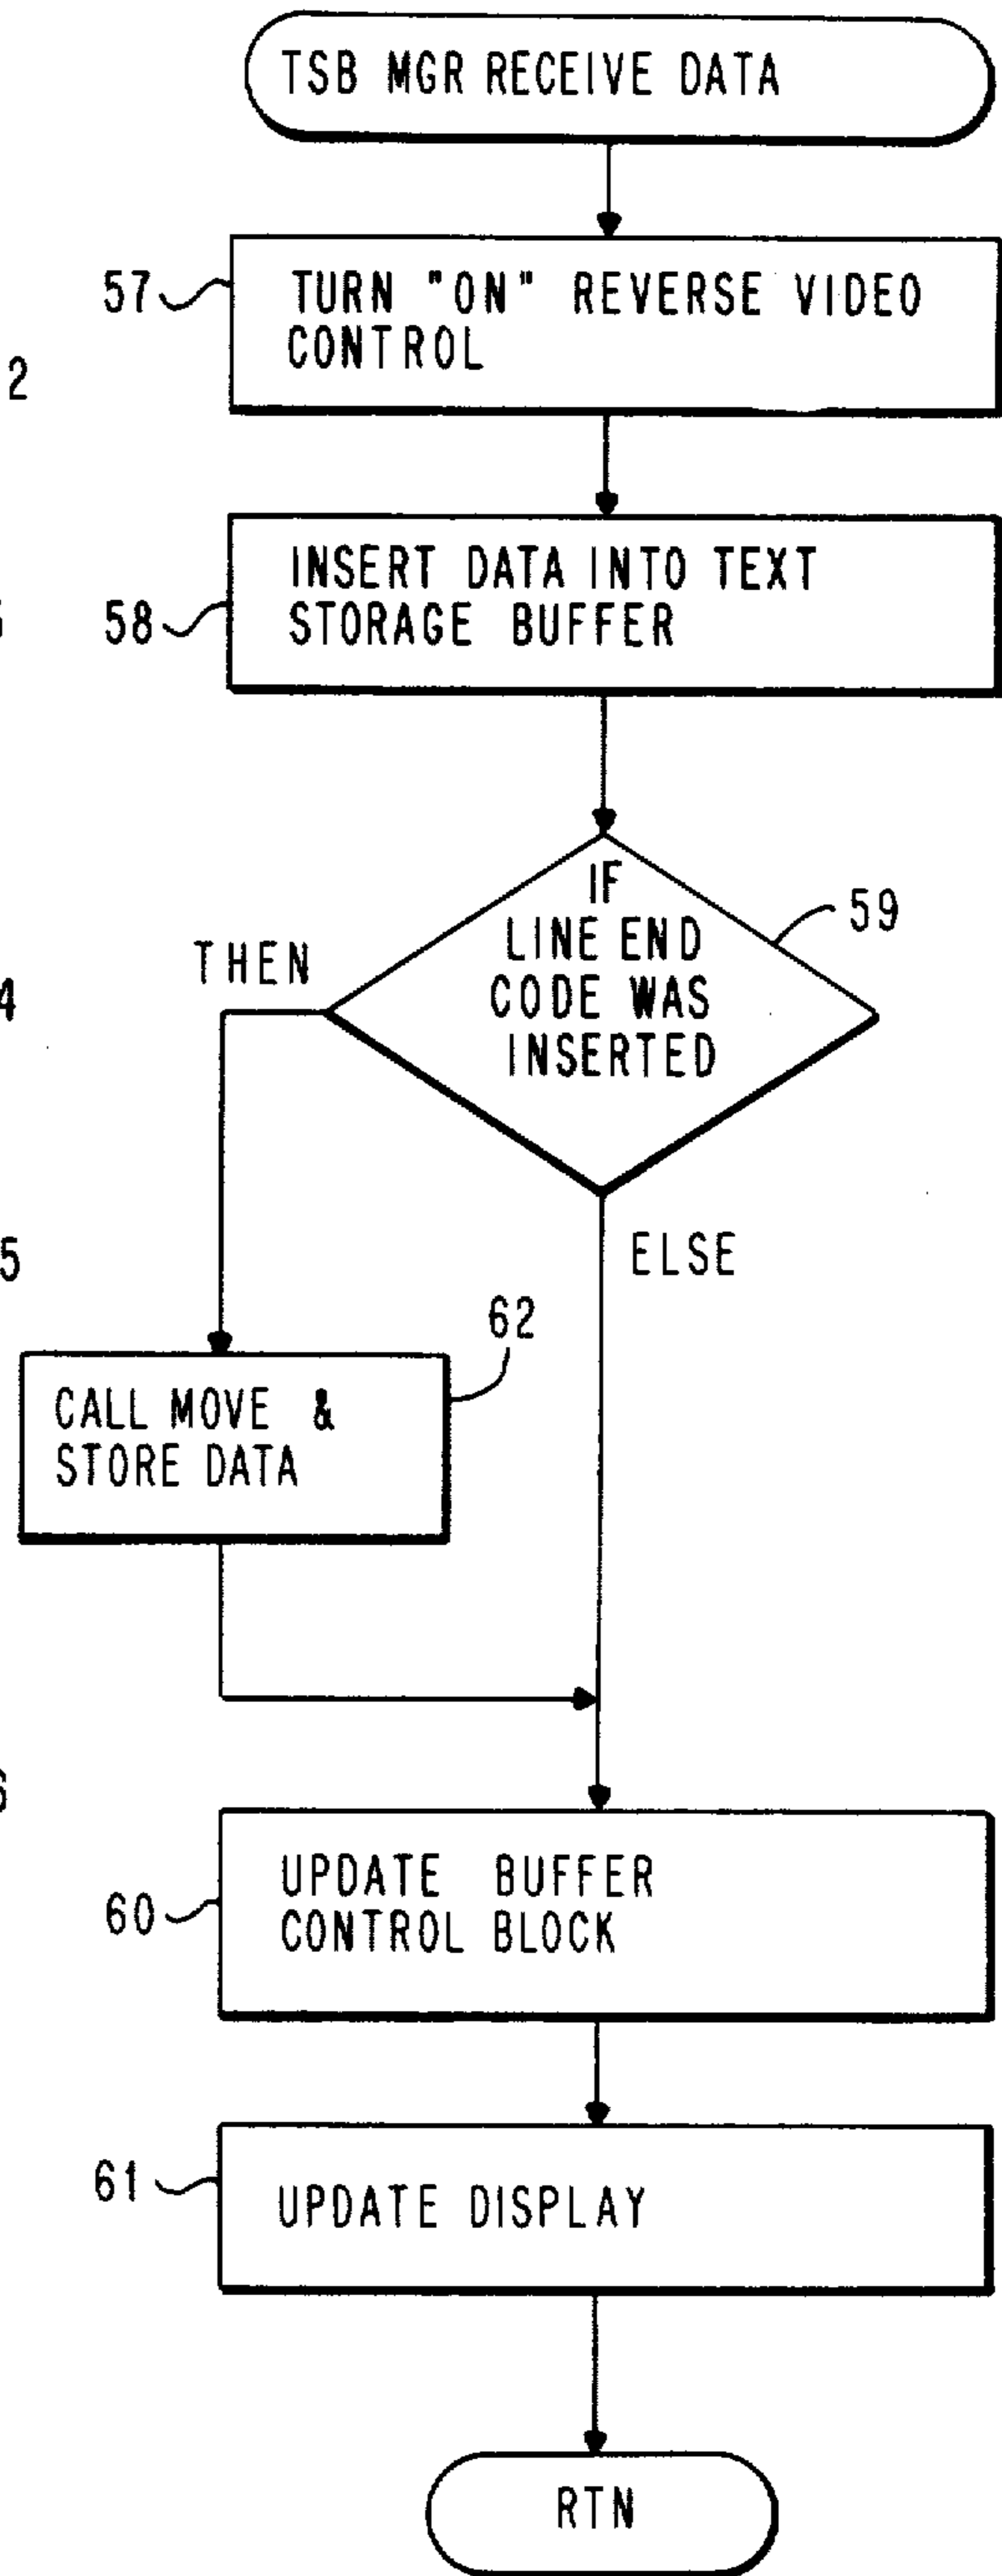 TSB MGR RECEIVE DATA
57
TURN "ON" REVERSE VIDEO
CONTROL
2
58
INSERT DATA INTO TEXT
STORAGE BUFFER
IF
LINE END
CODE WAS
INSERTED
59
THEN
4
ELSE
5
62
CALL MOVE &
STORE DATA
60
UPDATE BUFFER
CONTROL BLOCK
61
UPDATE DISPLAY
RTN